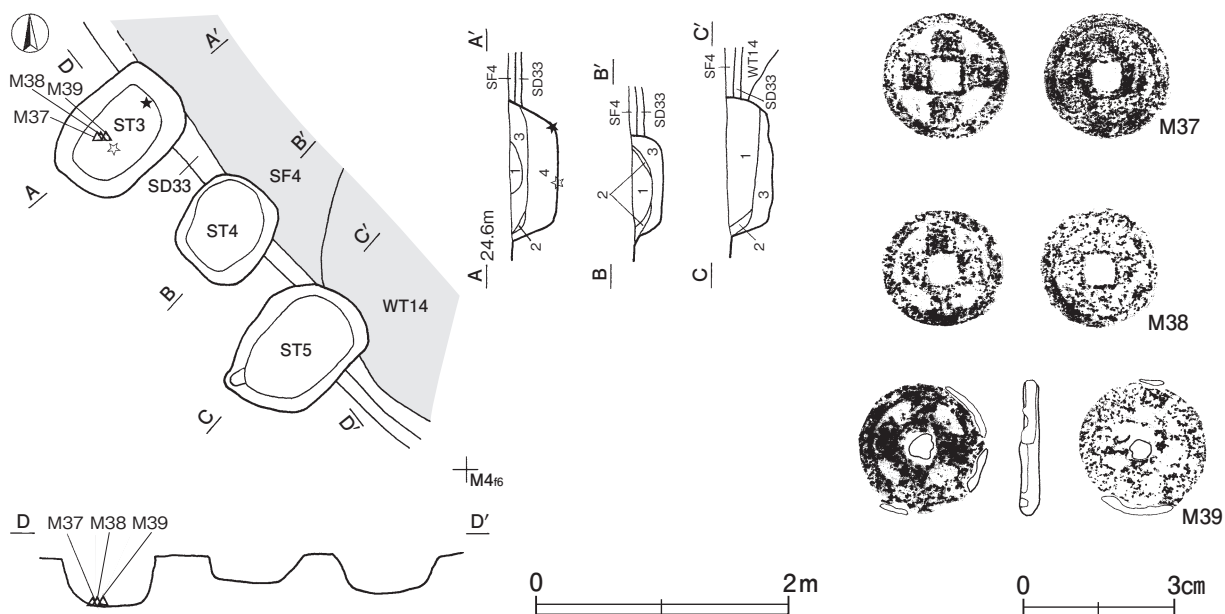 D
M38
M39
M37
ST3
SD33
A
A′
B′
SF4
ST4
C′
B
WT14
ST5
C
D′
M4f6
D M37 M38 M39 D′
A′
SF4
SD33
3
1
4
2
A 24.6m
B′
SF4
SD33
3
2
1
B
C′
SF4
WT14
SD33
1
3
2
C
0 2m
M37
M38
M39
0 3cm